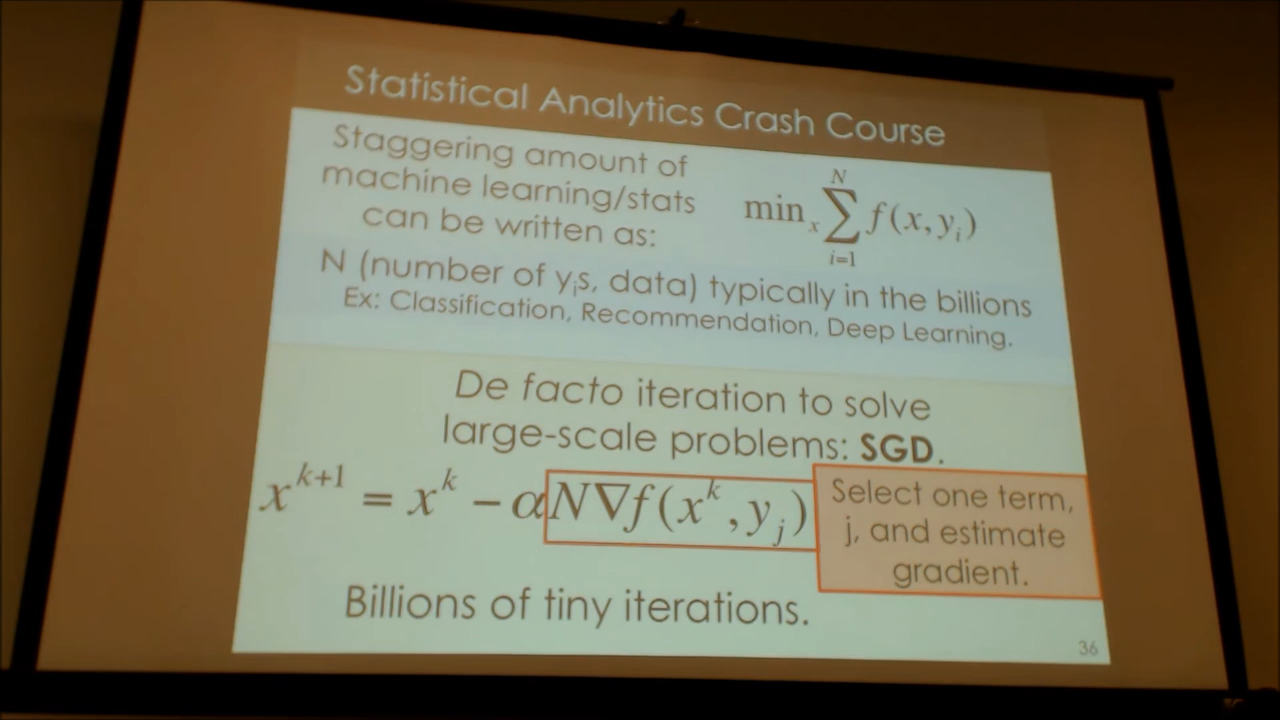 Statistical Analytics Crash Course
Staggering amount of
machine learning/stats
can be written as:
min_x \sum_{i=1}^{N} f(x, y_i)
N (number of y_is, data) typically in the billions
Ex: Classification, Recommendation, Deep Learning.
De facto iteration to solve
large-scale problems: SGD.
x^{k+1} = x^k − αN∇f(x^k, y_j)
Select one term,
j, and estimate
gradient.
Billions of tiny iterations.
36